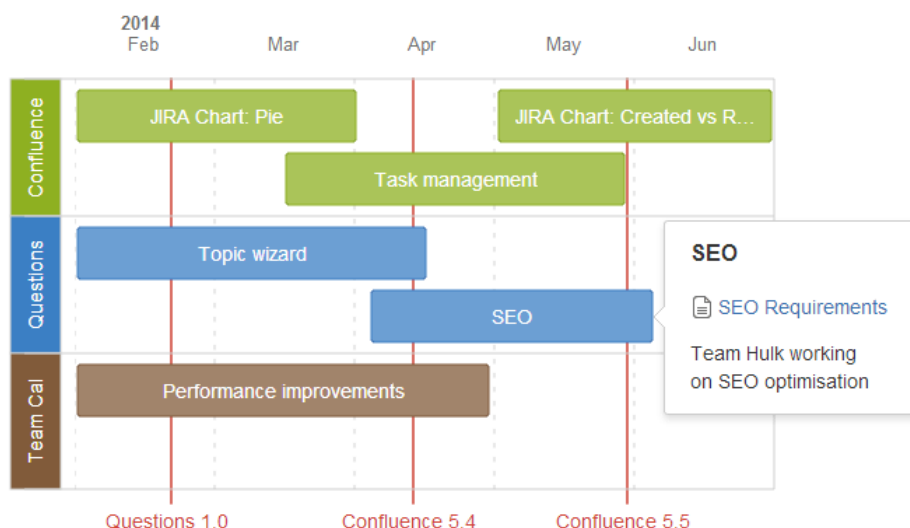 2014
Feb Mar Apr May Jun
Confluence
JIRA Chart: Pie
JIRA Chart: Created vs R...
Task management
Questions
Topic wizard
SEO
SEO
SEO Requirements
Team Hulk working
on SEO optimisation
Team Cal
Performance improvements
Questions 1.0 Confluence 5.4 Confluence 5.5